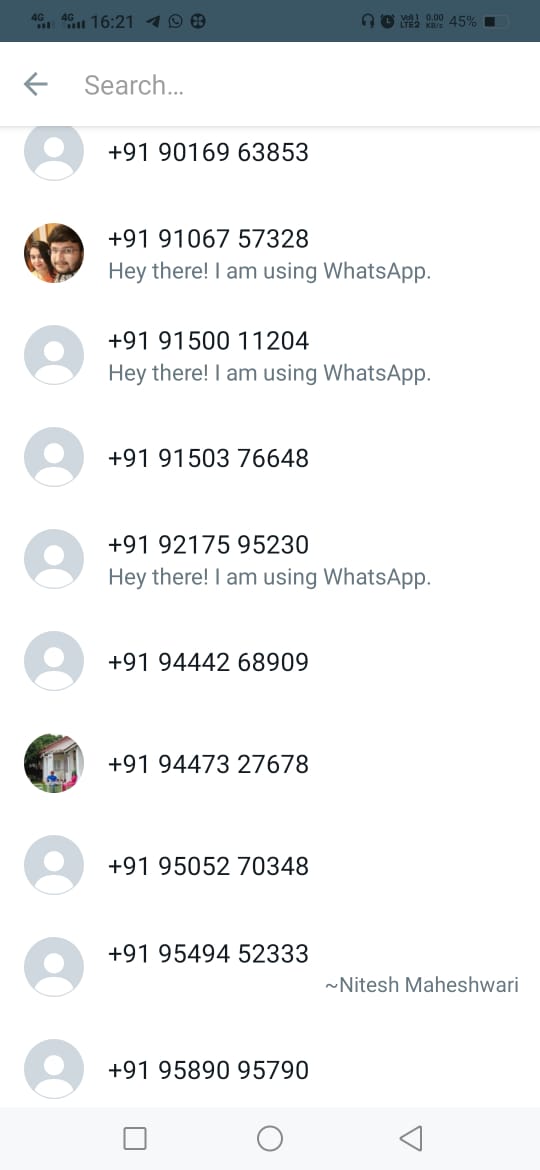 4G 4G 16:21 Vo) 1 LTE2 0.00 KB/s 45%
Search...
+91 90169 63853
+91 91067 57328
Hey there! I am using WhatsApp.
+91 91500 11204
Hey there! I am using WhatsApp.
+91 91503 76648
+91 92175 95230
Hey there! I am using WhatsApp.
+91 94442 68909
+91 94473 27678
+91 95052 70348
+91 95494 52333
~Nitesh Maheshwari
+91 95890 95790